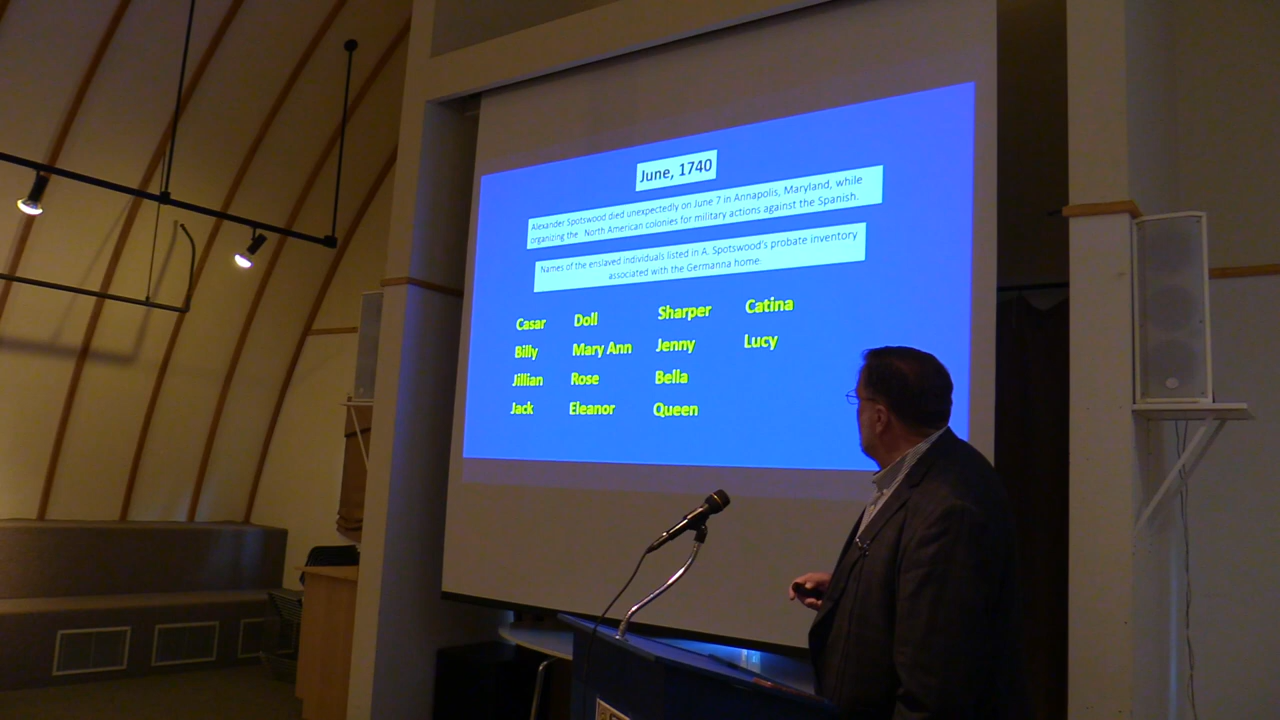 June, 1740
Alexander Spotswood died unexpectedly on June 7 in Annapolis, Maryland, while
organizing the North American colonies for military actions against the Spanish.
Names of the enslaved individuals listed in A. Spotswood's probate inventory
associated with the Germanna home.
Casar Doll Sharper Catina
Billy Mary Ann Jenny Lucy
Jillian Rose Bella
Jack Eleanor Queen